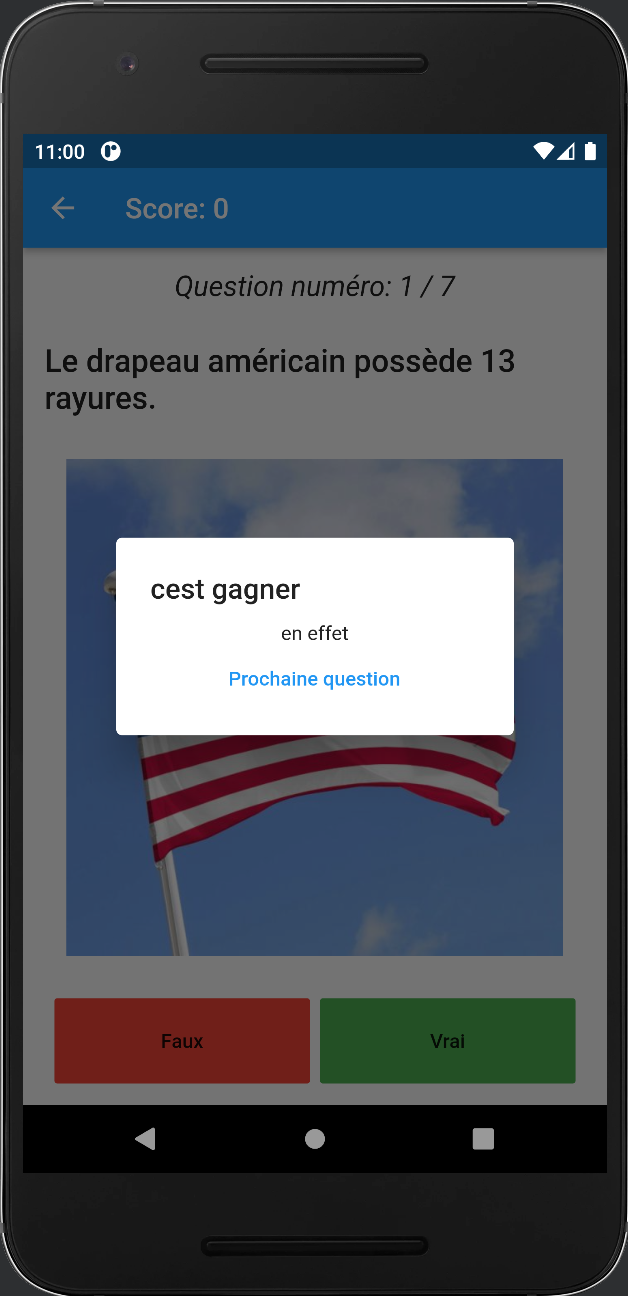 11:00
Score: 0
Question numéro: 1 / 7
Le drapeau américain possède 13
rayures.
cest gagner
en effet
Prochaine question
Faux
Vrai